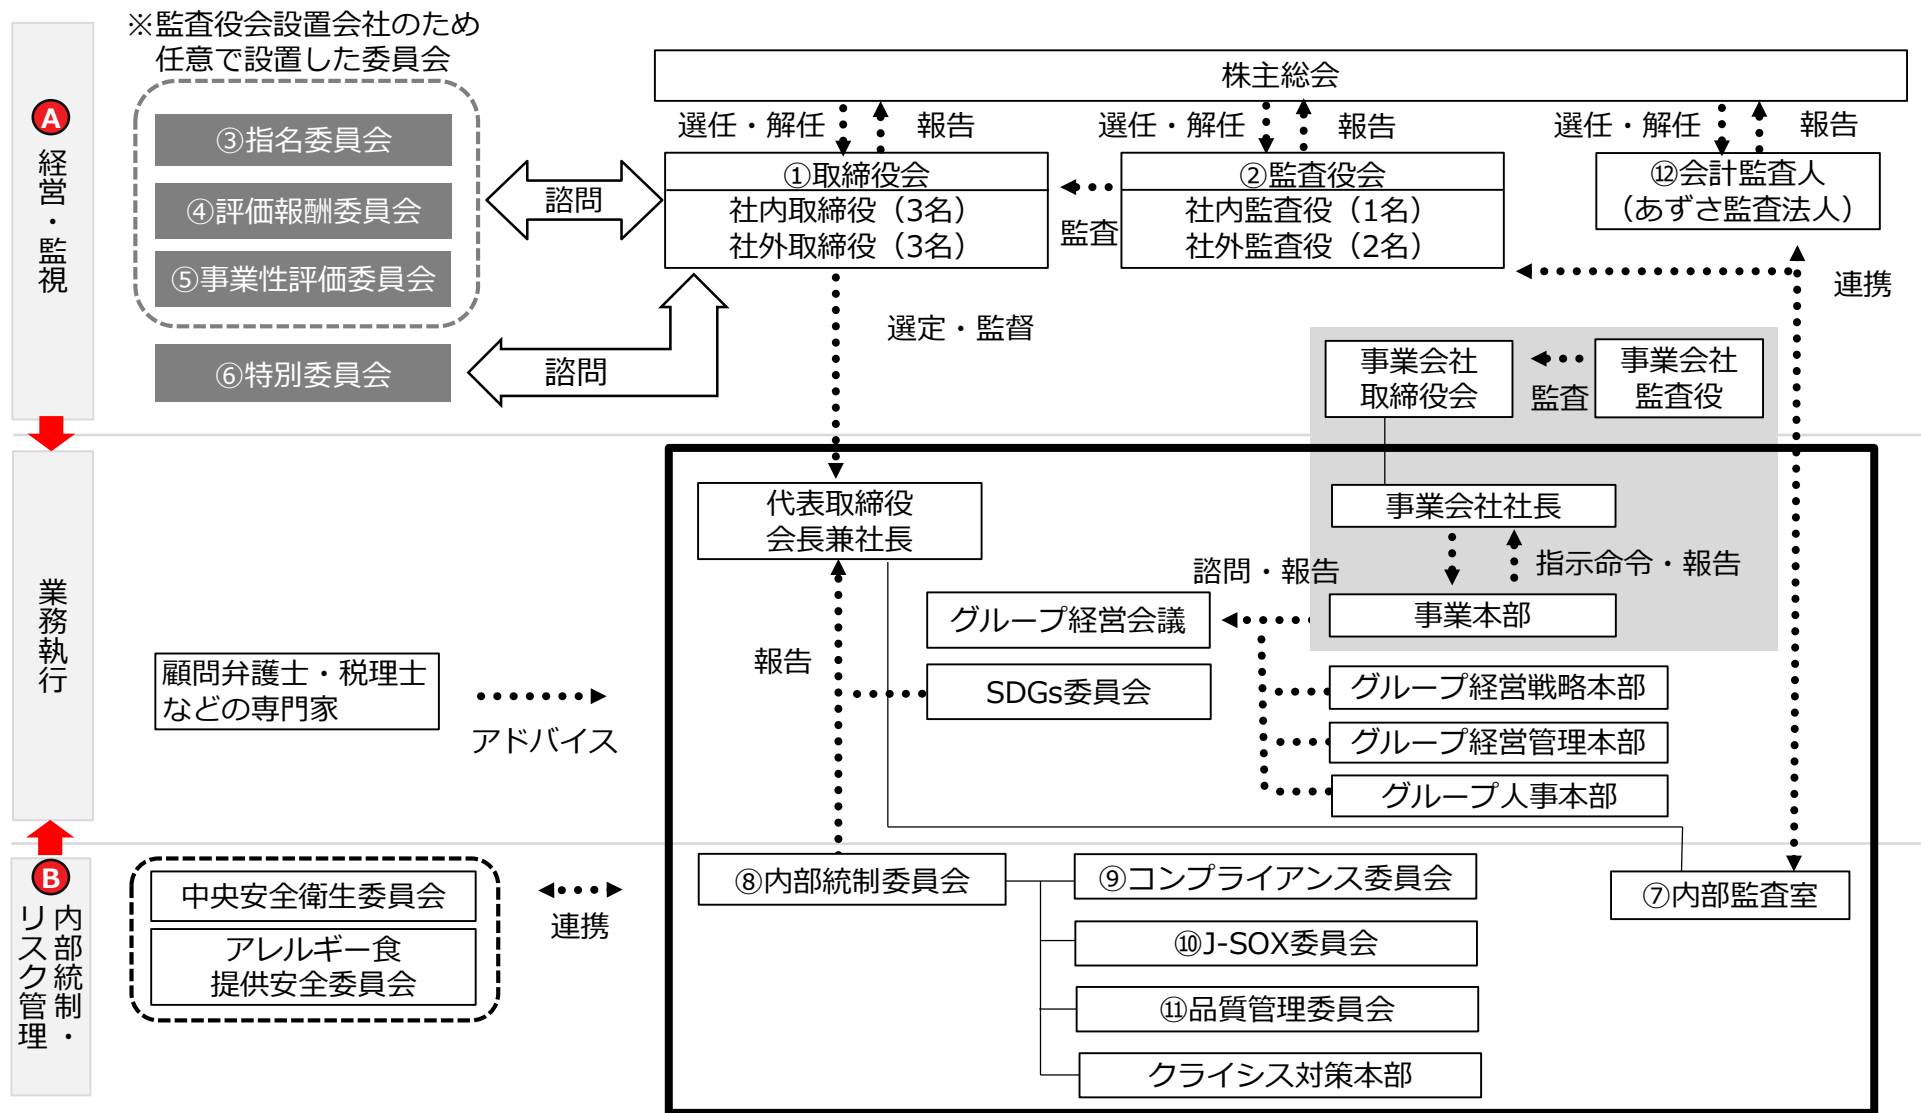 ※監査役会設置会社のため
任意で設置した委員会
A
経営・監視
③指名委員会
④評価報酬委員会
⑤事業性評価委員会
⑥特別委員会
諮問
諮問
株主総会
選任・解任
報告
選任・解任
報告
選任・解任
報告
①取締役会
社内取締役（3名）
社外取締役（3名）
監査
②監査役会
社内監査役（1名）
社外監査役（2名）
⑫会計監査人
（あずさ監査法人）
連携
選定・監督
事業会社
取締役会
監査
事業会社
監査役
業務執行
代表取締役
会長兼社長
事業会社社長
指示命令・報告
諮問・報告
事業本部
グループ経営会議
報告
SDGs委員会
グループ経営戦略本部
グループ経営管理本部
グループ人事本部
顧問弁護士・税理士
などの専門家
アドバイス
B
内部統制・
リスク管理
中央安全衛生委員会
アレルギー食
提供安全委員会
連携
⑧内部統制委員会
⑨コンプライアンス委員会
⑩J-SOX委員会
⑪品質管理委員会
クライシス対策本部
⑦内部監査室